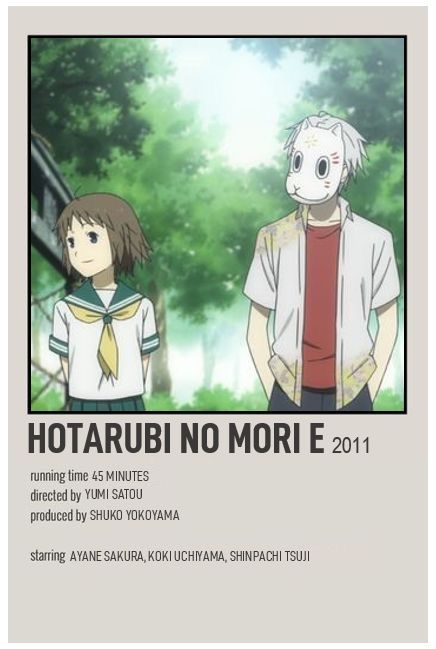 HOTARUBI NO MORI E 2011
running time 45 MINUTES
directed by YUMI SATOU
produced by SHUKO YOKOYAMA
starring AYANE SAKURA, KOKI UCHIYAMA, SHINPACHI TSUJI